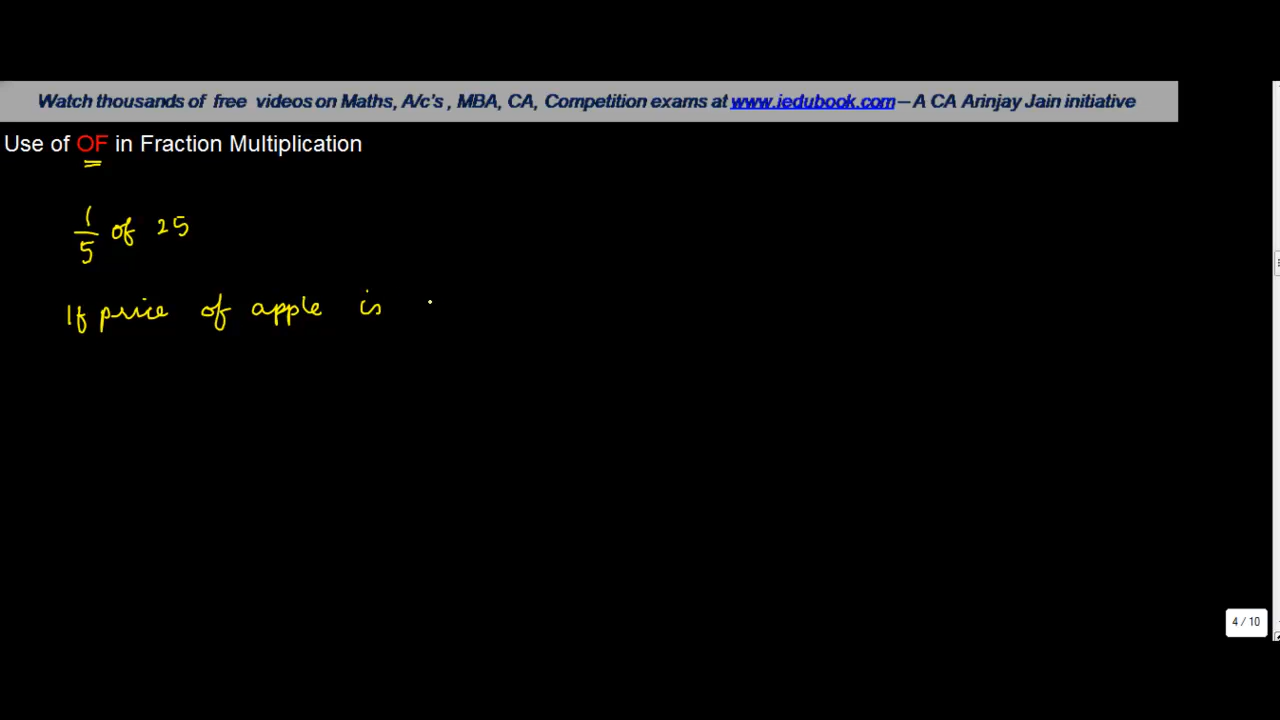 Watch thousands of free videos on Maths, A/c's , MBA, CA, Competition exams at www.iedubook.com – A CA Arinjay Jain initiative
Use of OF in Fraction Multiplication
1/5 of 25
If price of apple is
4 / 10